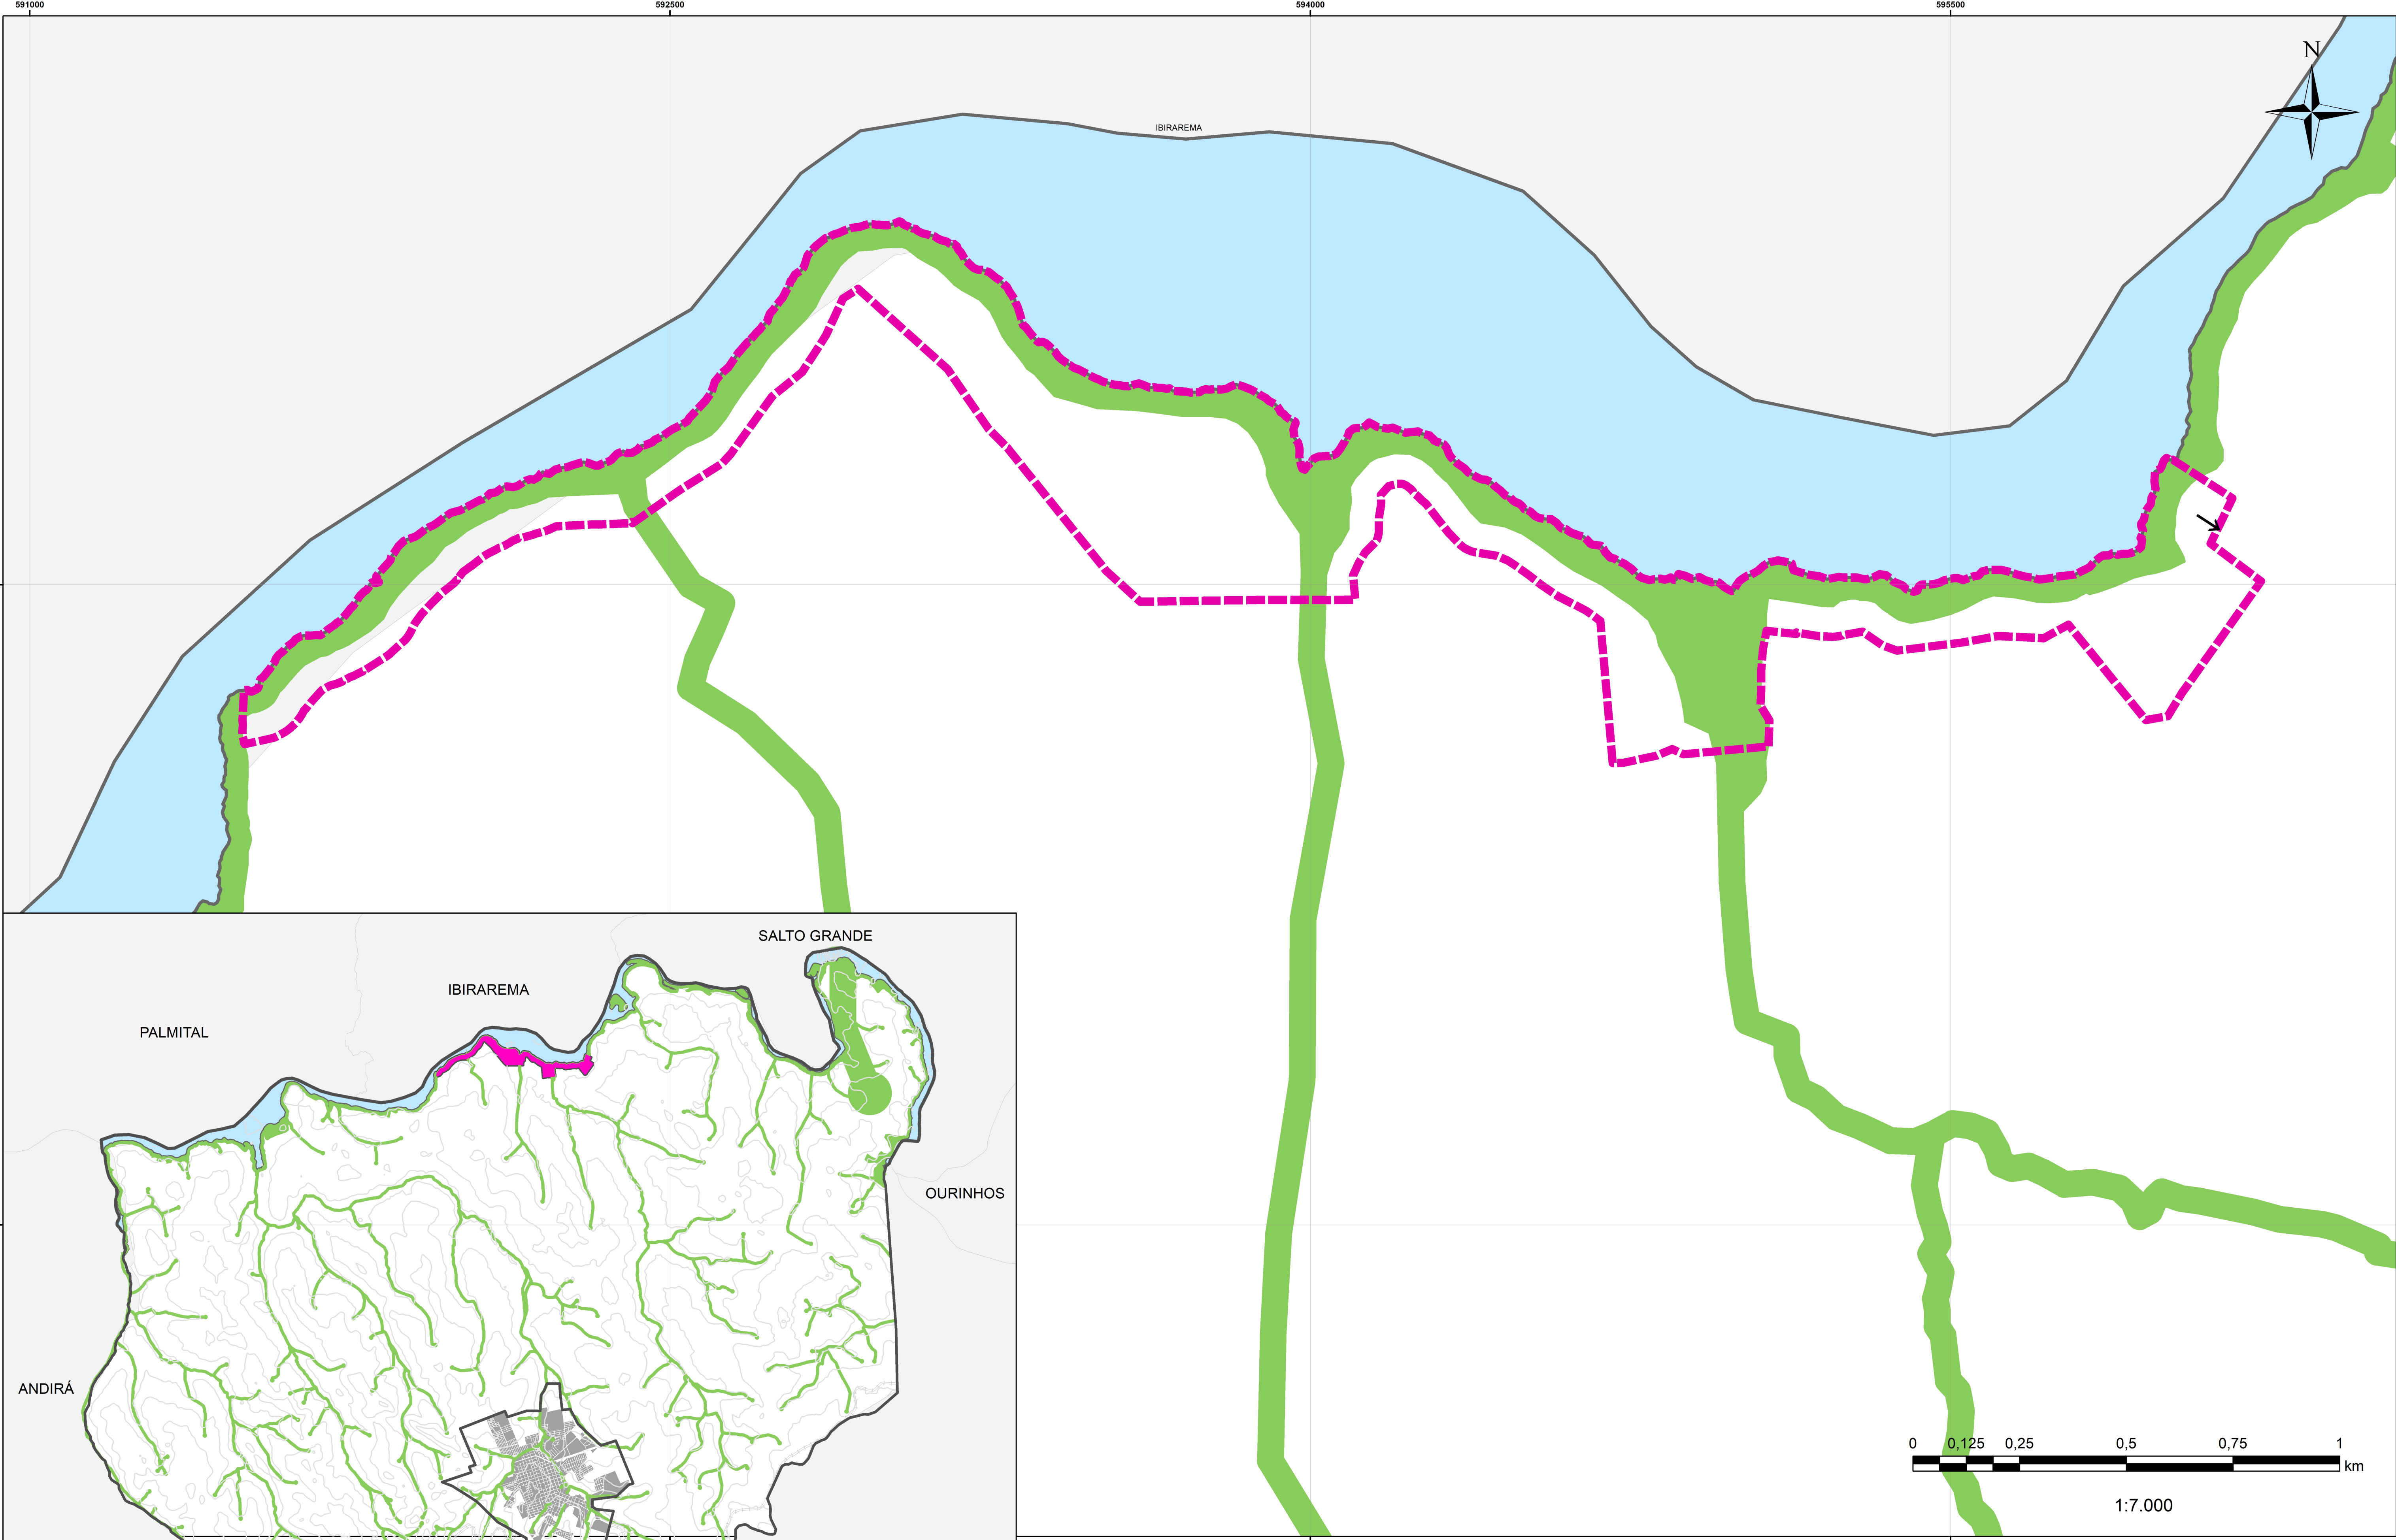 591000 592500 594000 595500
N
IBIRAREMA
SALTO GRANDE
IBIRAREMA
PALMITAL
OURINHOS
ANDIRÁ
0 0,125 0,25 0,5 0,75 1
km
1:7.000